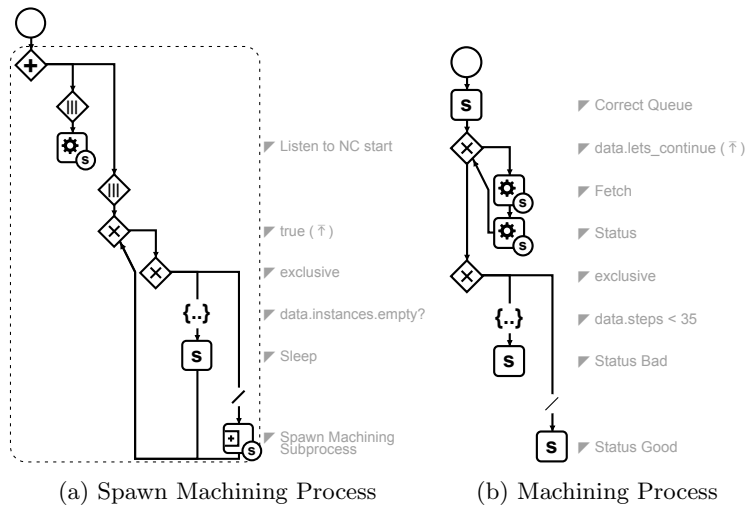 Listen to NC start
true ( ⊼ )
exclusive
{..}
data.instances.empty?
s
Sleep
Spawn Machining
Subprocess
s
s
(a) Spawn Machining Process
s
Correct Queue
data.lets_continue ( ⊼ )
Fetch
s
Status
s
exclusive
{..}
data.steps < 35
s
Status Bad
s
Status Good
(b) Machining Process